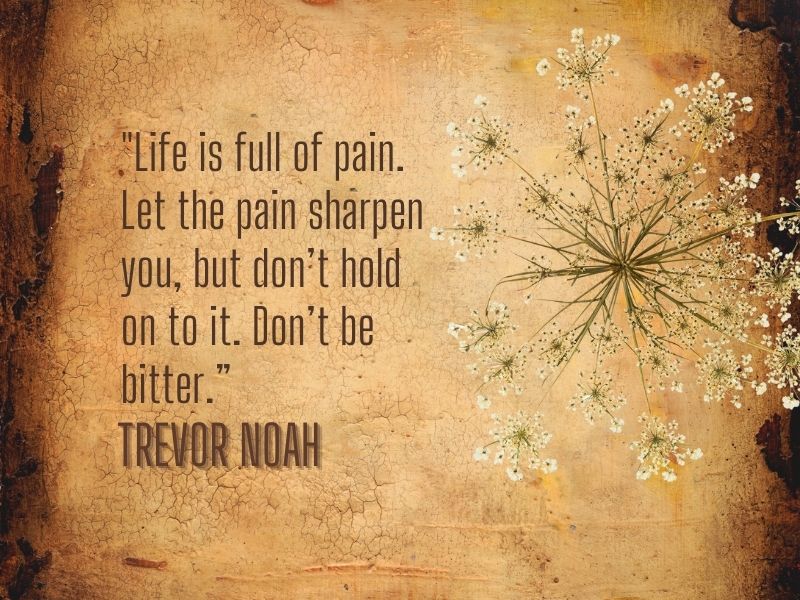 "Life is full of pain.
Let the pain sharpen
you, but don’t hold
on to it. Don’t be
bitter.”
TREVOR NOAH